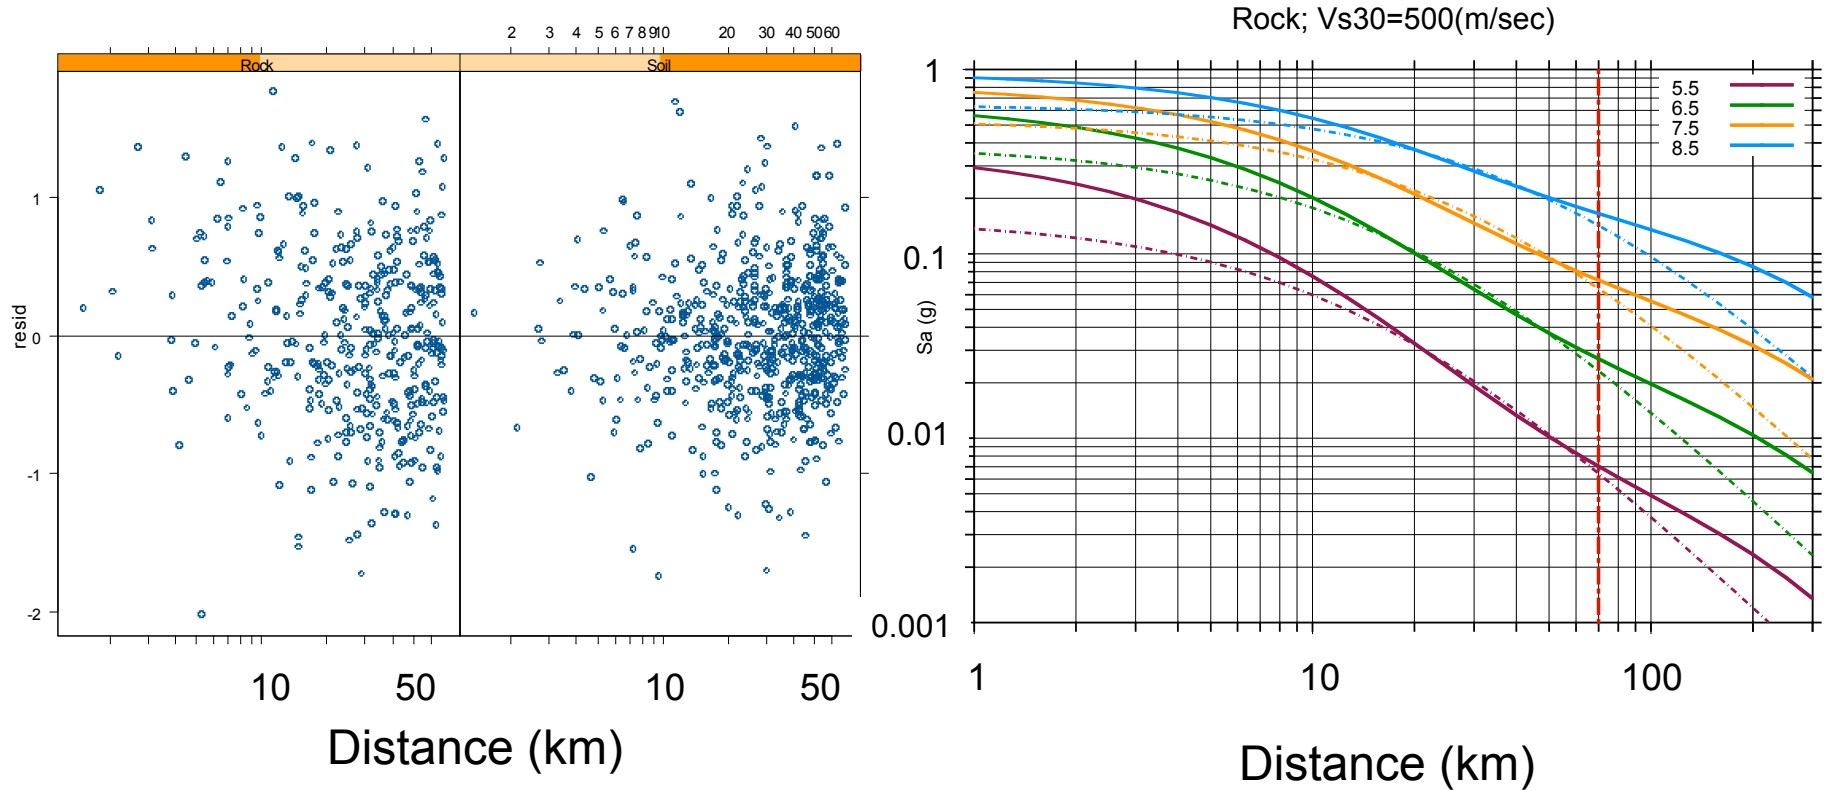 Rock; Vs30=500(m/sec)
2 3 4 5 6 7 8 9 10 20 30 40 50 60
Rock Soil
resid
1
0
-1
-2
10 50 10 50
Distance (km)
5.5
6.5
7.5
8.5
Sa (g)
1
0.1
0.01
0.001
1 10 100
Distance (km)